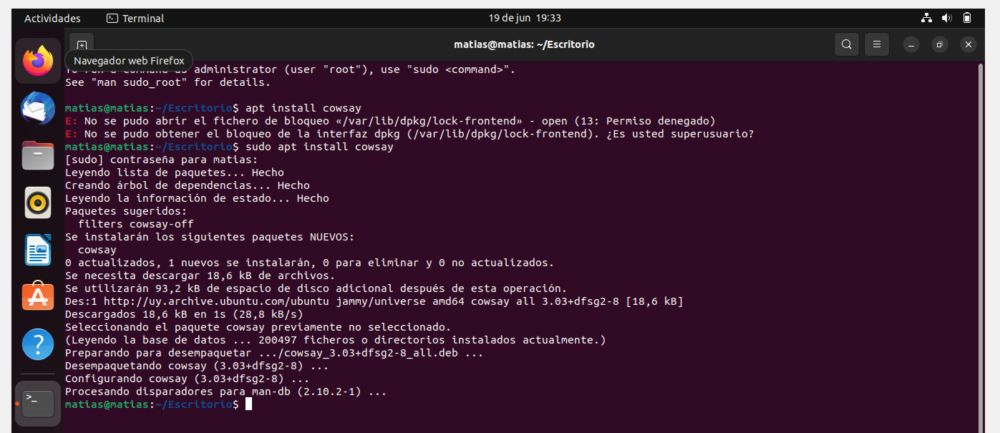 Actividades
Terminal
19 de jun 19:33
matias@matias: ~/Escritorio
Navegador web Firefox
administrator (user "root"), use "sudo <command>".
See "man sudo_root" for details.
matias@matias:~/Escritorio$ apt install cowsay
E: No se pudo abrir el fichero de bloqueo «/var/lib/dpkg/lock-frontend» - open (13: Permiso denegado)
E: No se pudo obtener el bloqueo de la interfaz dpkg (/var/lib/dpkg/lock-frontend). ¿Es usted superusuario?
matias@matias:~/Escritorio$ sudo apt install cowsay
[sudo] contraseña para matias:
Leyendo lista de paquetes... Hecho
Creando árbol de dependencias... Hecho
Leyendo la información de estado... Hecho
Paquetes sugeridos:
  filters cowsay-off
Se instalarán los siguientes paquetes NUEVOS:
  cowsay
0 actualizados, 1 nuevos se instalarán, 0 para eliminar y 0 no actualizados.
Se necesita descargar 18,6 kB de archivos.
Se utilizarán 93,2 kB de espacio de disco adicional después de esta operación.
Des:1 http://uy.archive.ubuntu.com/ubuntu jammy/universe amd64 cowsay all 3.03+dfsg2-8 [18,6 kB]
Descargados 18,6 kB en 1s (28,8 kB/s)
Seleccionando el paquete cowsay previamente no seleccionado.
(Leyendo la base de datos ... 200497 ficheros o directorios instalados actualmente.)
Preparando para desempaquetar .../cowsay_3.03+dfsg2-8_all.deb ...
Desempaquetando cowsay (3.03+dfsg2-8) ...
Configurando cowsay (3.03+dfsg2-8) ...
Procesando disparadores para man-db (2.10.2-1) ...
matias@matias:~/Escritorio$